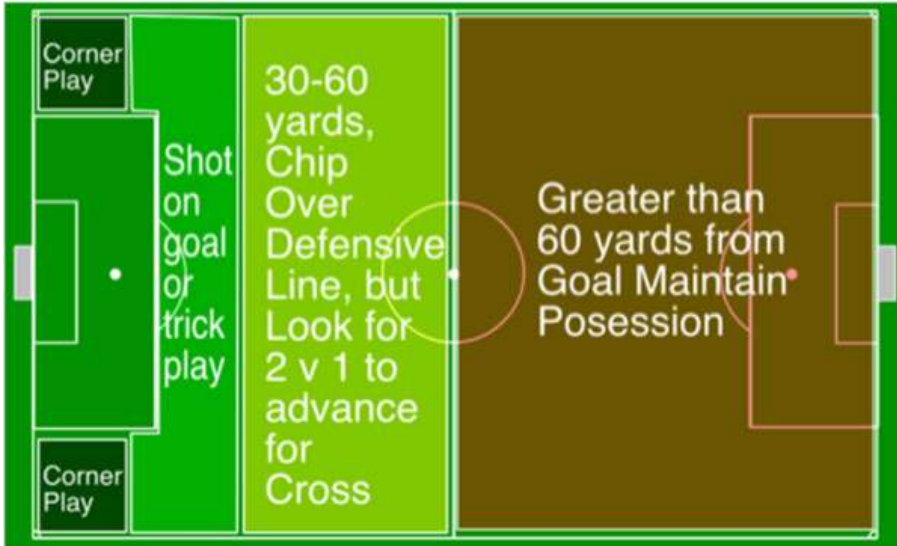 Corner
Play
Shot
on
goal
or
trick
play
30-60
yards,
Chip
Over
Defensive
Line, but
Look for
2 v 1 to
advance
for
Cross
Greater than
60 yards from
Goal Maintain
Posession
Corner
Play